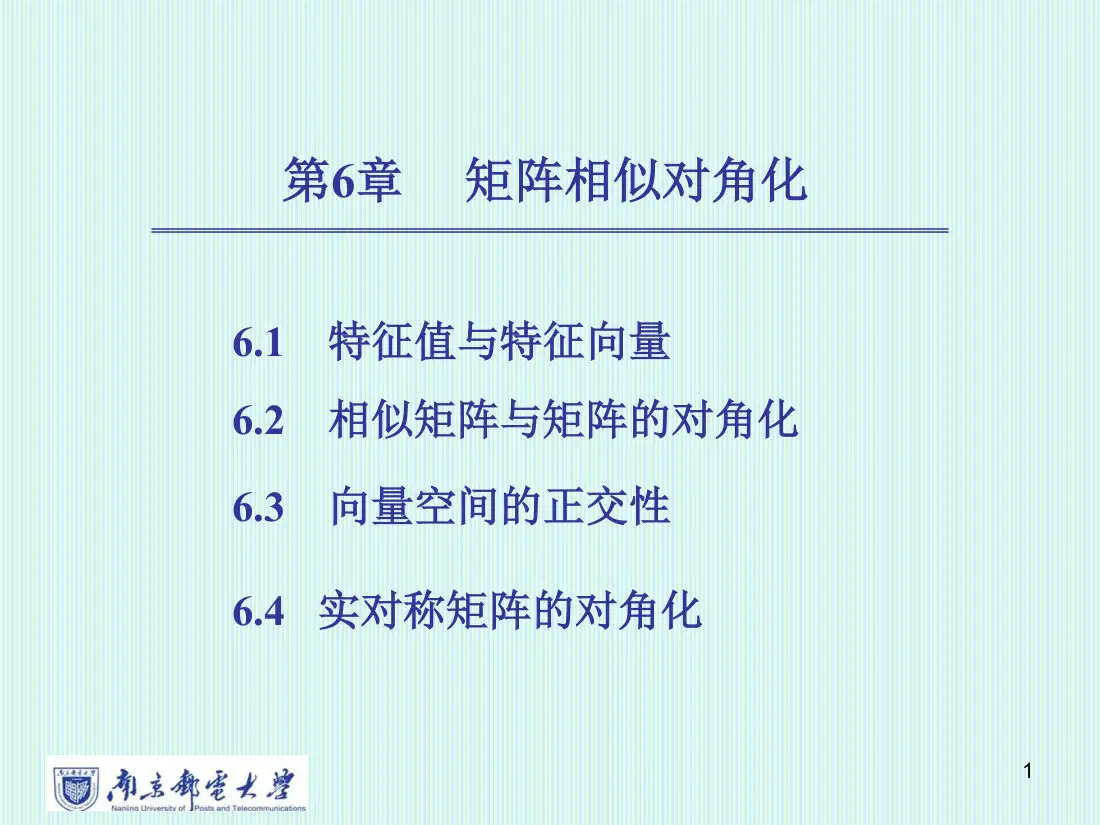 第6章 矩阵相似对角化
6.1 特征值与特征向量
6.2 相似矩阵与矩阵的对角化
6.3 向量空间的正交性
6.4 实对称矩阵的对角化
南京郵電大學
Nanjing University of Posts and Telecommunications
1